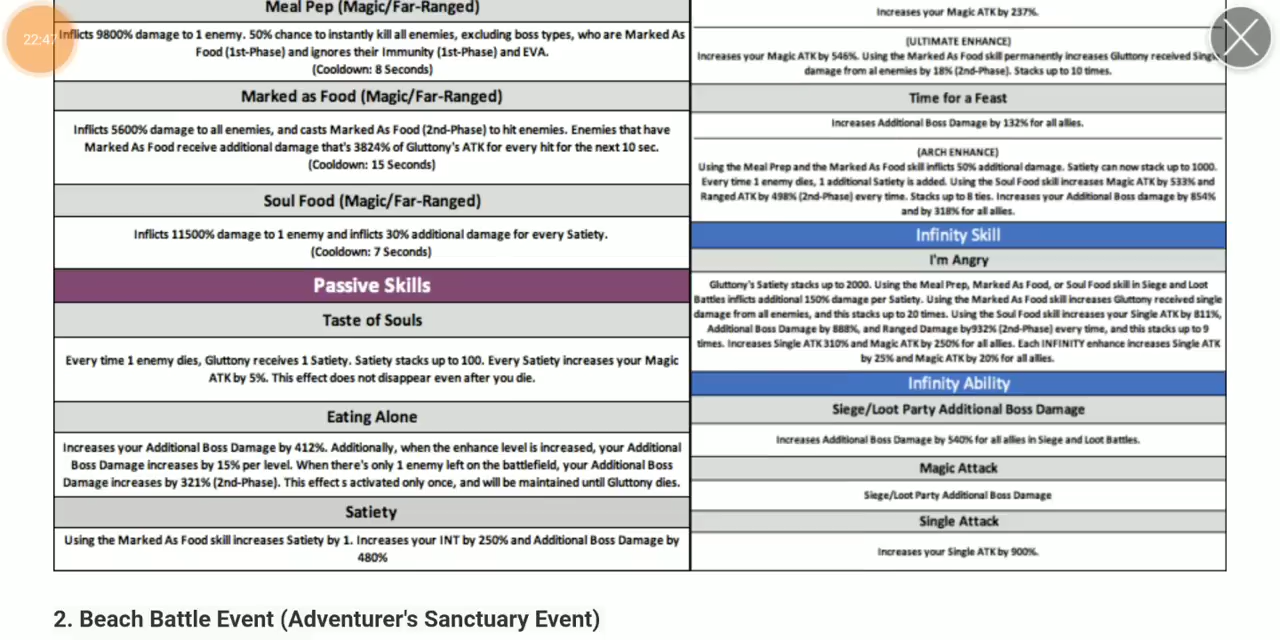 Meal Pep (Magic/Far-Ranged)
Inflicts 9800% damage to 1 enemy. 50% chance to instantly kill all enemies, excluding boss types, who are Marked As
Food (1st-Phase) and ignores their Immunity (1st-Phase) and EVA.
(Cooldown: 8 Seconds)
Marked as Food (Magic/Far-Ranged)
Inflicts 5600% damage to all enemies, and casts Marked As Food (2nd-Phase) to hit enemies. Enemies that have
Marked As Food receive additional damage that's 3824% of Gluttony's ATK for every hit for the next 10 sec.
(Cooldown: 15 Seconds)
Soul Food (Magic/Far-Ranged)
Inflicts 11500% damage to 1 enemy and inflicts 30% additional damage for every Satiety.
(Cooldown: 7 Seconds)
Passive Skills
Taste of Souls
Every time 1 enemy dies, Gluttony receives 1 Satiety. Satiety stacks up to 100. Every Satiety increases your Magic
ATK by 5%. This effect does not disappear even after you die.
Eating Alone
Increases your Additional Boss Damage by 412%. Additionally, when the enhance level is increased, your Additional
Boss Damage increases by 15% per level. When there's only 1 enemy left on the battlefield, your Additional Boss
Damage increases by 321% (2nd-Phase). This effect s activated only once, and will be maintained until Gluttony dies.
Satiety
Using the Marked As Food skill increases Satiety by 1. Increases your INT by 250% and Additional Boss Damage by
480%
Increases your Magic ATK by 237%.
(ULTIMATE ENHANCE)
Increases your Magic ATK by 546%. Using the Marked As Food skill permanently increases Gluttony received Single
damage from al enemies by 18% (2nd-Phase). Stacks up to 10 times.
Time for a Feast
Increases Additional Boss Damage by 132% for all allies.
(ARCH ENHANCE)
Using the Meal Prep and the Marked As Food skill inflicts 50% additional damage. Satiety can now stack up to 1000.
Every time 1 enemy dies, 1 additional Satiety is added. Using the Soul Food skill increases Magic ATK by 533% and
Ranged ATK by 498% (2nd-Phase) every time. Stacks up to 8 ties. Increases your Additional Boss damage by 854%
and by 318% for all allies.
Infinity Skill
I'm Angry
Gluttony's Satiety stacks up to 2000. Using the Meal Prep, Marked As Food, or Soul Food skill in Siege and Loot
Battles inflicts additional 150% damage per Satiety. Using the Marked As Food skill increases Gluttony received single
damage from all enemies, and this stacks up to 20 times. Using the Soul Food skill increases your Single ATK by 811%,
Additional Boss Damage by 888%, and Ranged Damage by932% (2nd-Phase) every time, and this stacks up to 9
times. Increases Single ATK 310% and Magic ATK by 250% for all allies. Each INFINITY enhance increases Single ATK
by 25% and Magic ATK by 20% for all allies.
Infinity Ability
Siege/Loot Party Additional Boss Damage
Increases Additional Boss Damage by 540% for all allies in Siege and Loot Battles.
Magic Attack
Siege/Loot Party Additional Boss Damage
Single Attack
Increases your Single ATK by 900%.
2. Beach Battle Event (Adventurer's Sanctuary Event)
22:47